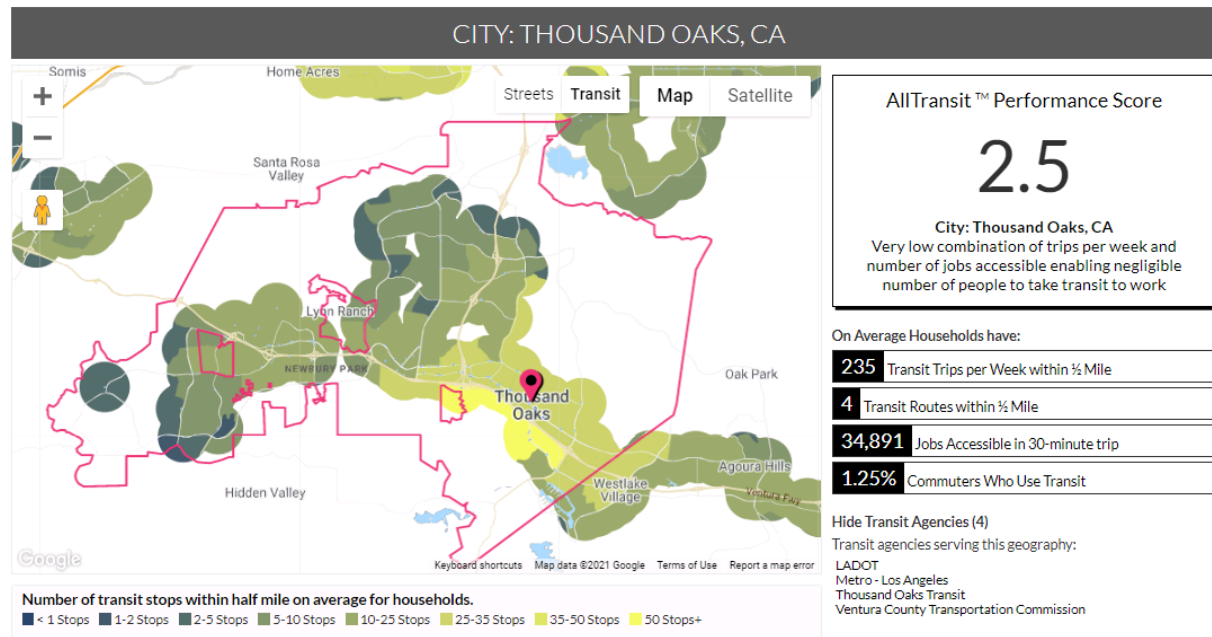 CITY: THOUSAND OAKS, CA
Somis
Home Acres
+
Streets Transit
Map Satellite
−
Santa Rosa
Valley
Lynn Ranch
NEWBURY PARK
Thousand
Oaks
Oak Park
Hidden Valley
Westlake
Village
Agoura Hills
Ventura Fwy
Google
Keyboard shortcuts Map data ©2021 Google Terms of Use Report a map error
Number of transit stops within half mile on average for households.
< 1 Stops 1-2 Stops 2-5 Stops 5-10 Stops 10-25 Stops 25-35 Stops 35-50 Stops 50 Stops+
AllTransit ™ Performance Score
2.5
City: Thousand Oaks, CA
Very low combination of trips per week and
number of jobs accessible enabling negligible
number of people to take transit to work
On Average Households have:
235 Transit Trips per Week within ½ Mile
4 Transit Routes within ½ Mile
34,891 Jobs Accessible in 30-minute trip
1.25% Commuters Who Use Transit
Hide Transit Agencies (4)
Transit agencies serving this geography:
LADOT
Metro - Los Angeles
Thousand Oaks Transit
Ventura County Transportation Commission